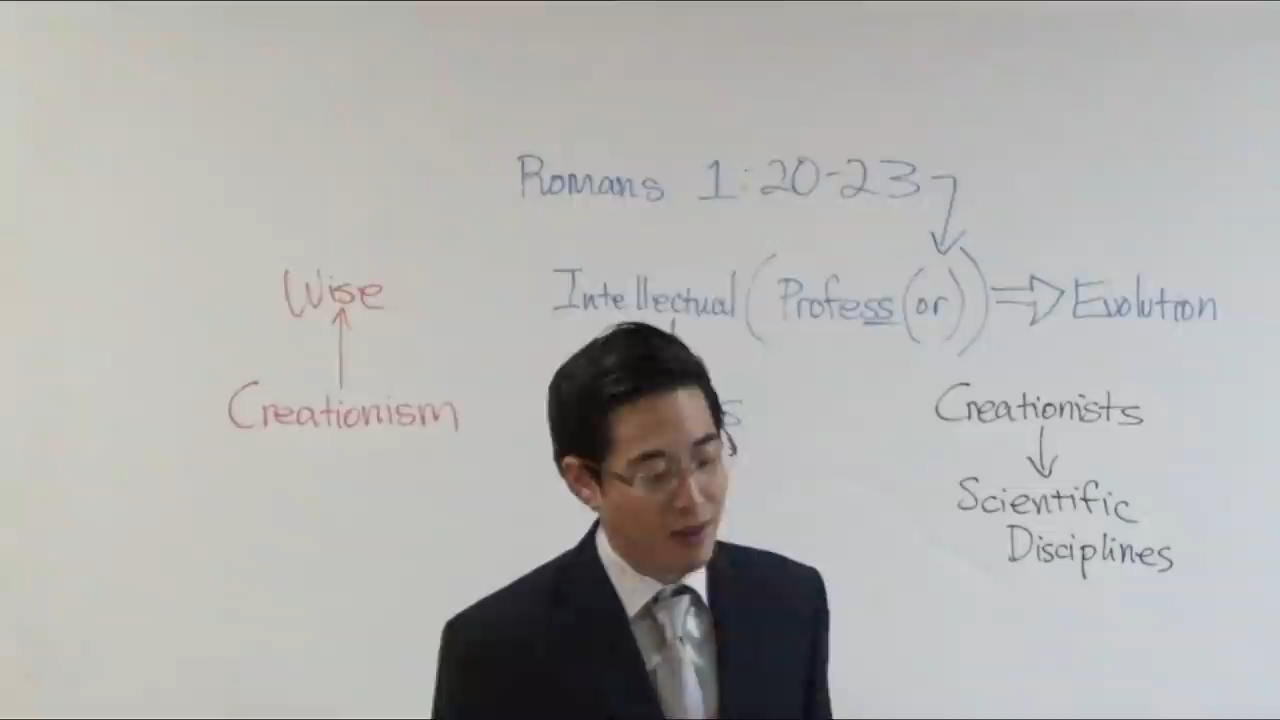 Romans 1:20-23
Wise
Intellectual (Profess(or)) ⇒ Evolution
Creationism
Creationists
Scientific
Disciplines